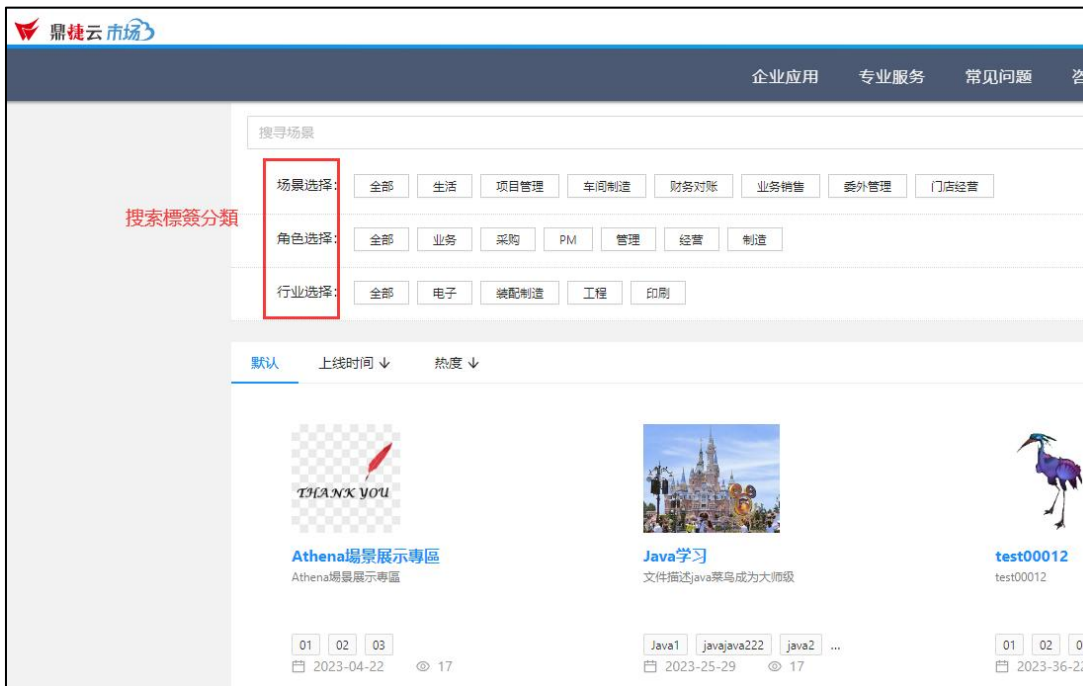 鼎捷云市场
企业应用 专业服务 常见问题
搜寻场景
场景选择: 全部 生活 项目管理 车间制造 财务对账 业务销售 委外管理 门店经营
搜索標簽分類
角色选择: 全部 业务 采购 PM 管理 经营 制造
行业选择: 全部 电子 装配制造 工程 印刷
默认 上线时间 热度
THANK YOU
Athena場景展示專區 Java学习 test00012
Athena場景展示專區 文件描述java菜鸟成为大师级 test00012
01 02 03 Java1 javajava222 java2 ... 01 02
2023-04-22 17 2023-25-29 17 2023-36-22